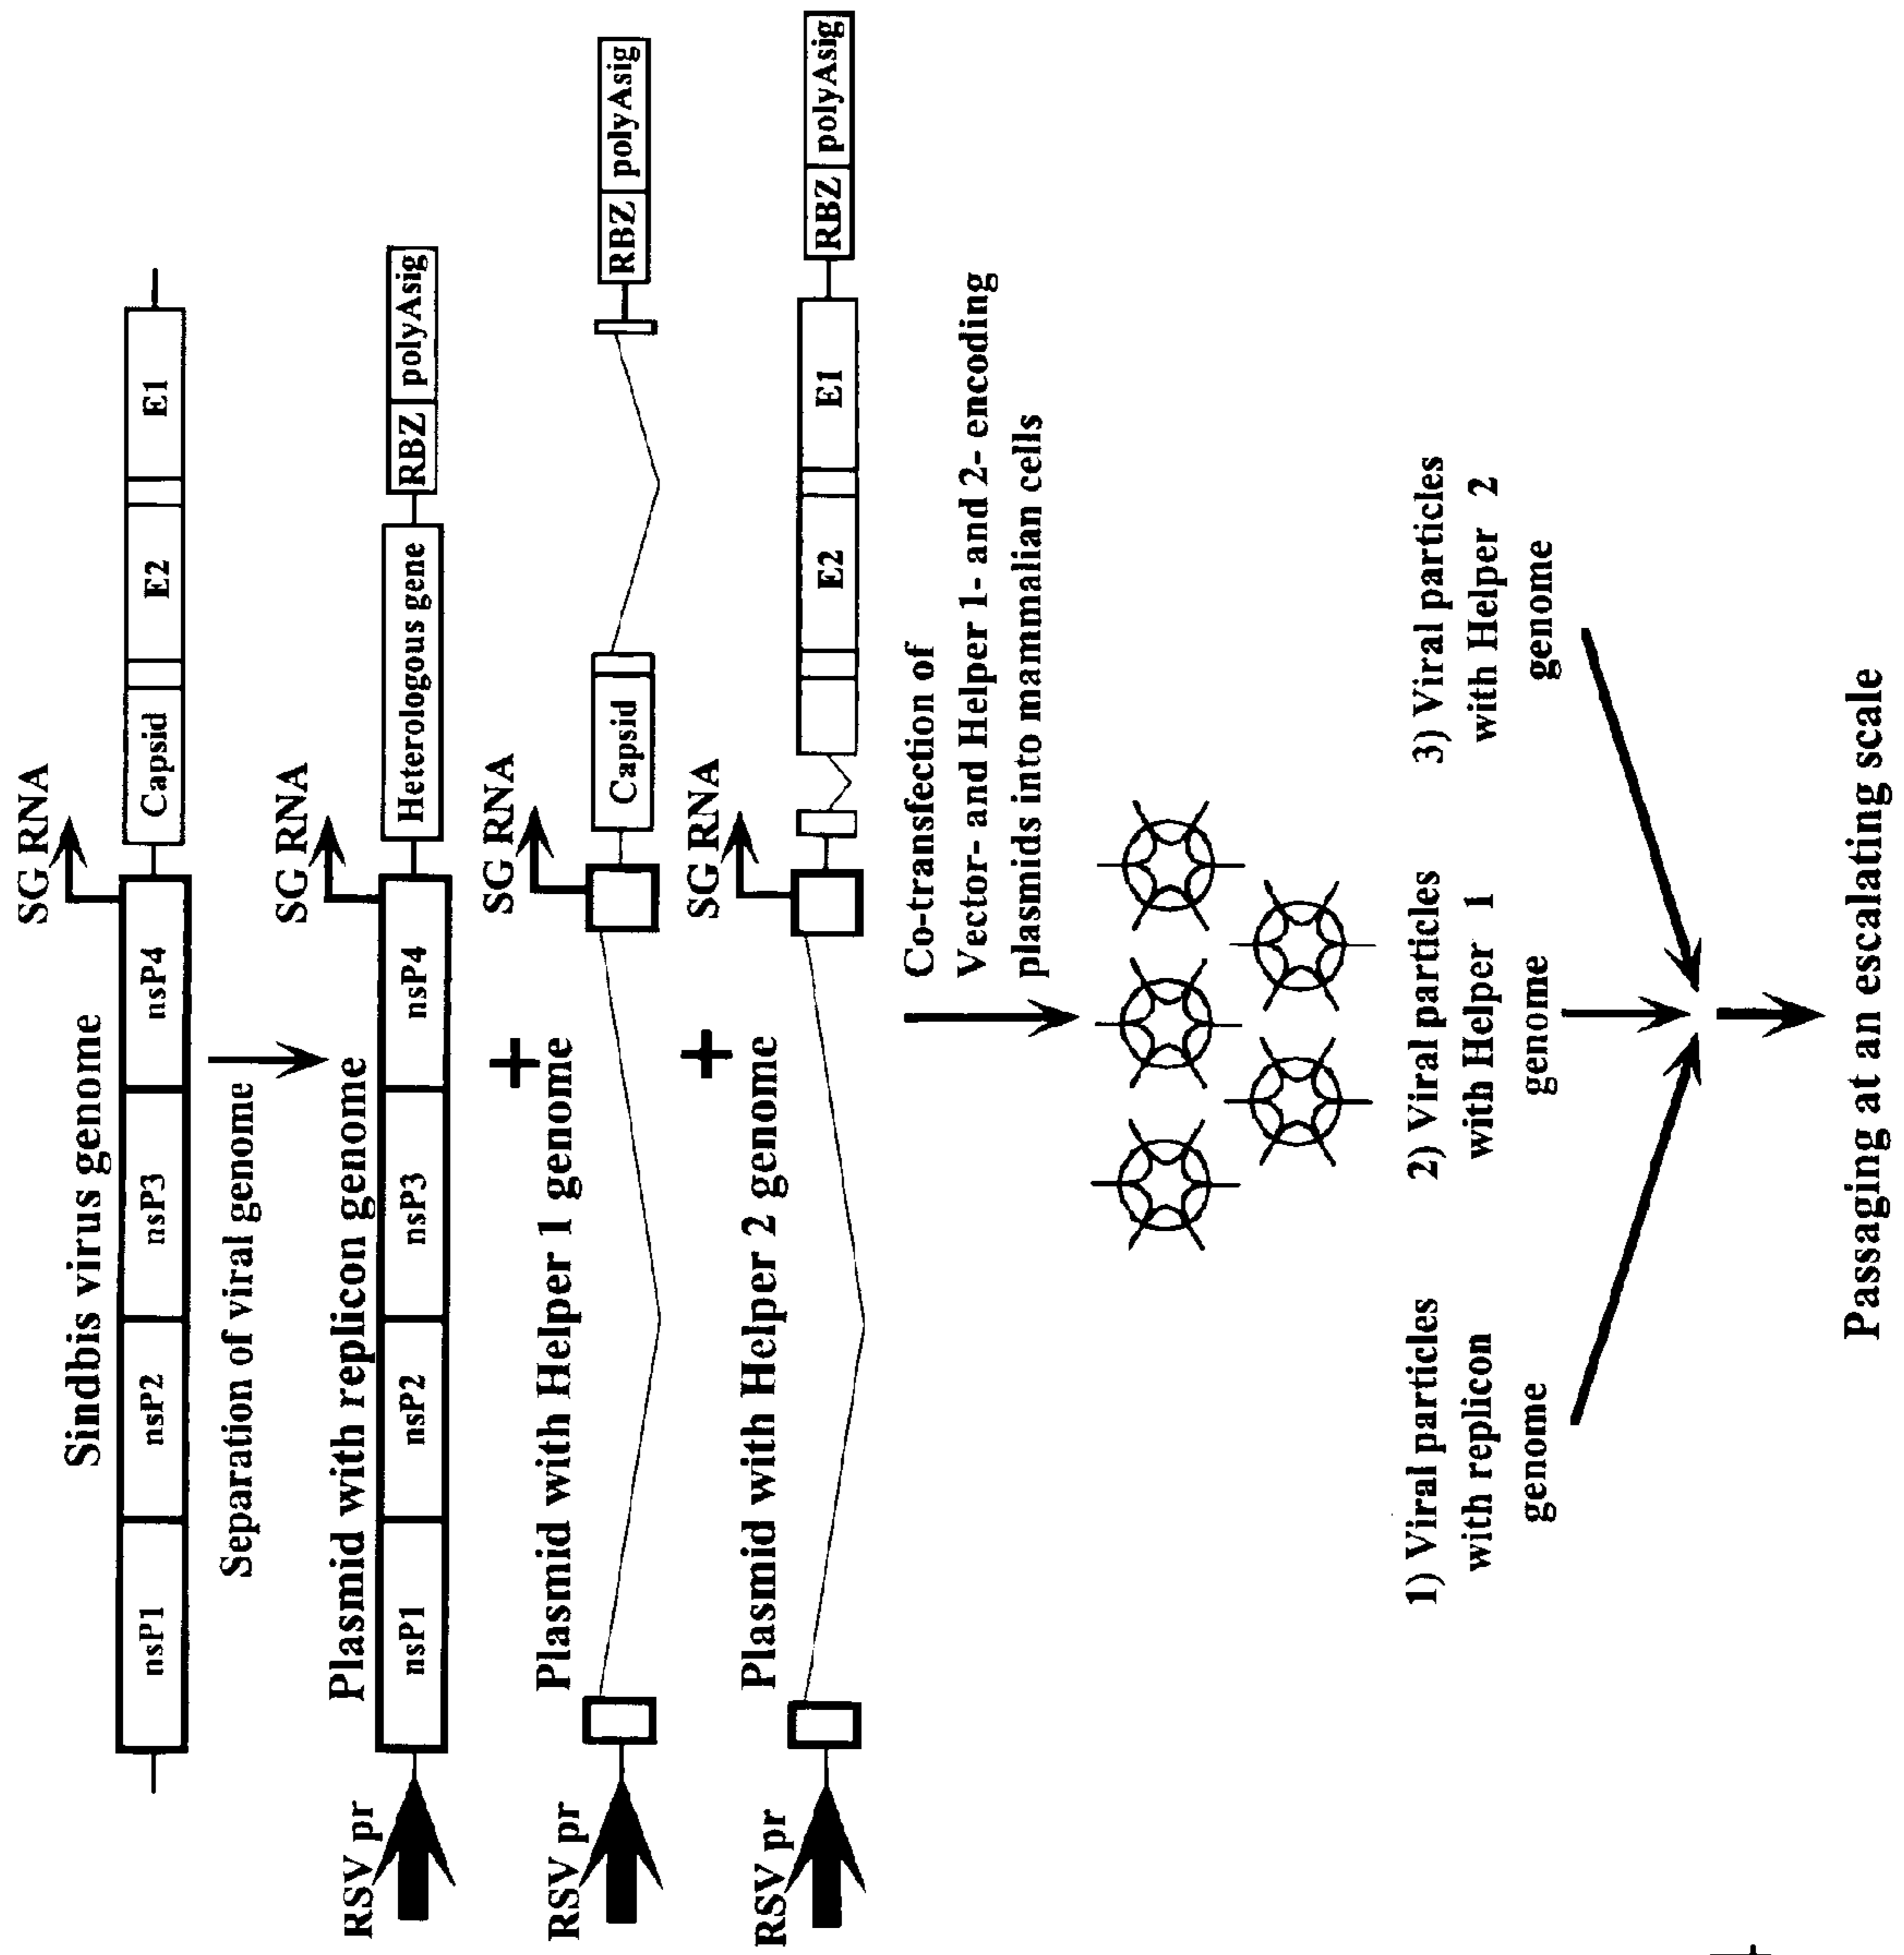 SG RNA
Sindbis virus genome
nsP1 nsP2 nsP3 nsP4 Capsid E2 E1
Separation of viral genome
SG RNA
Plasmid with replicon genome
RSV pr
nsP1 nsP2 nsP3 nsP4 Heterologous gene RBZ polyAsig
+
SG RNA
Plasmid with Helper 1 genome
RSV pr
Capsid RBZ polyAsig
+
SG RNA
Plasmid with Helper 2 genome
RSV pr
E2 E1 RBZ polyAsig
Co-transfection of
Vector- and Helper 1- and 2- encoding
plasmids into mammalian cells
1) Viral particles
with replicon
genome
2) Viral particles
with Helper 1
genome
3) Viral particles
with Helper 2
genome
Passaging at an escalating scale